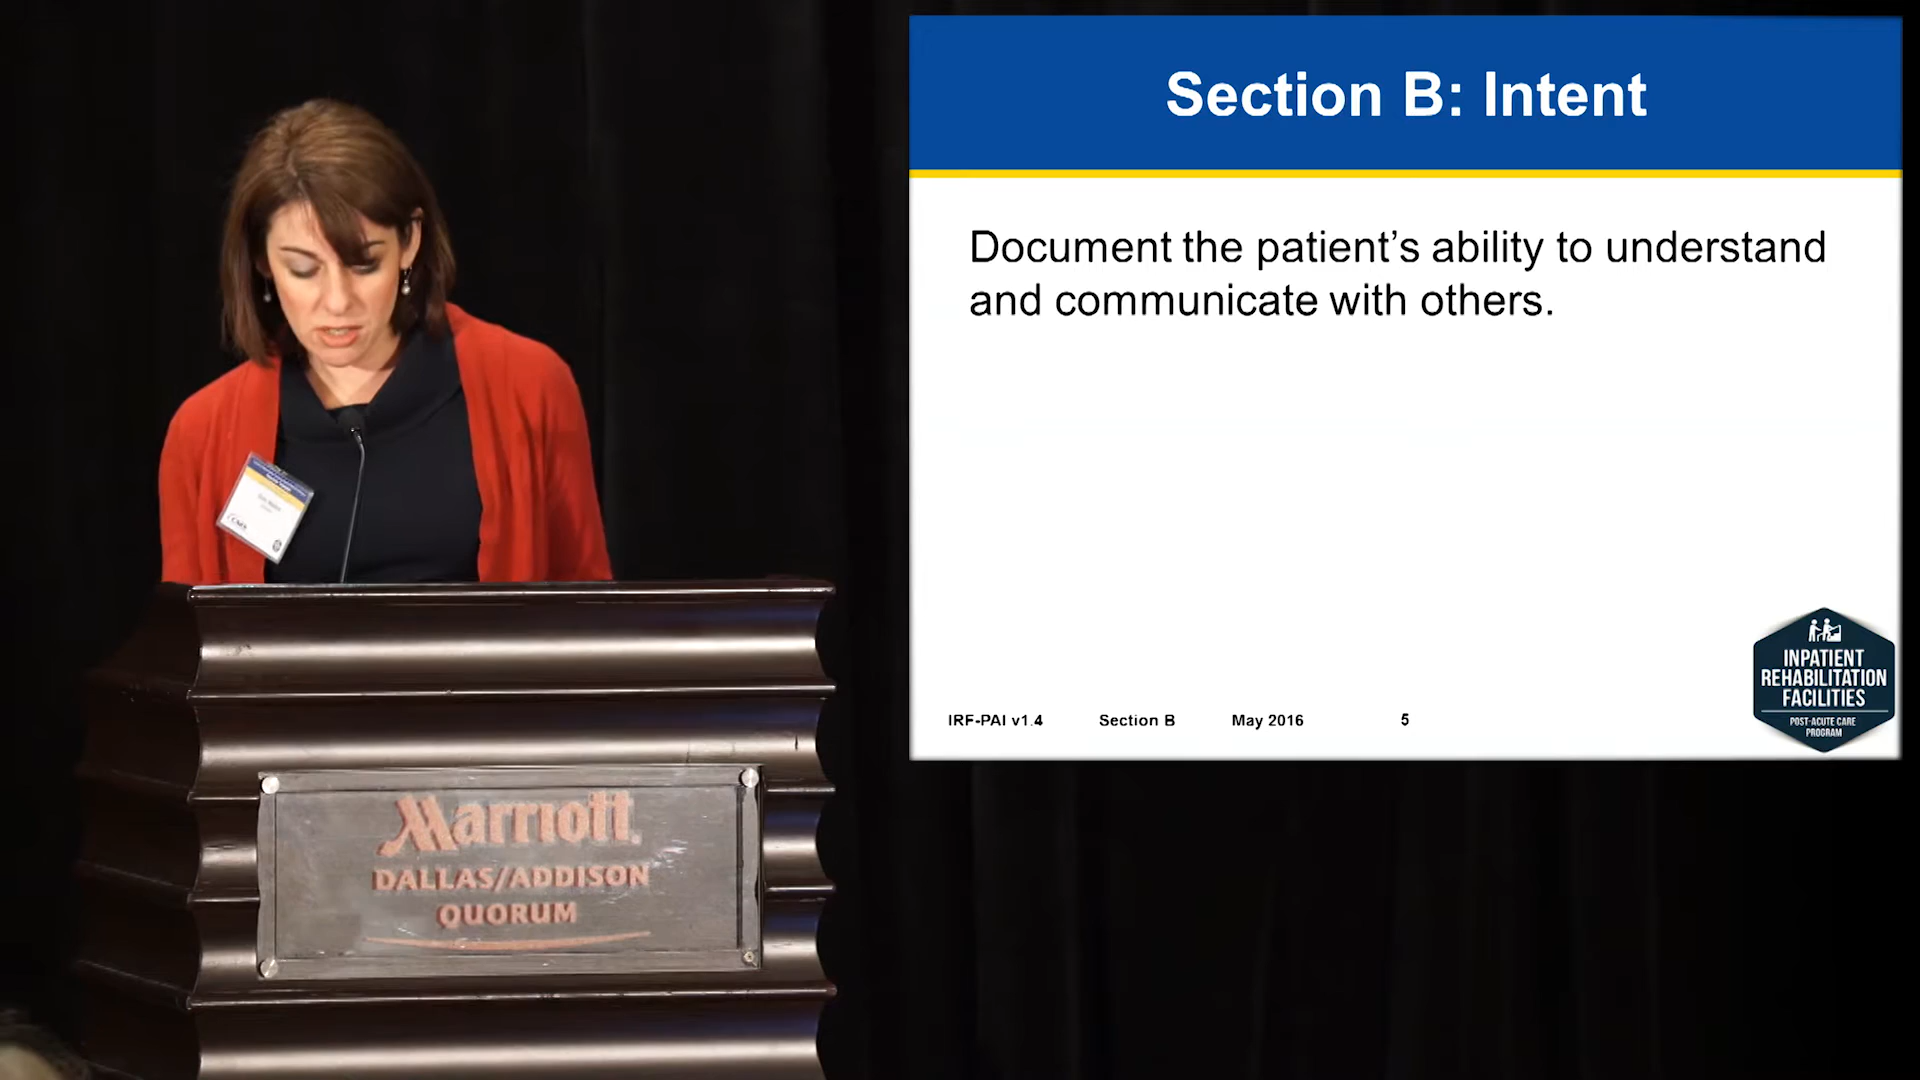 Section B: Intent
Document the patient’s ability to understand
and communicate with others.
INPATIENT
REHABILITATION
FACILITIES
POST-ACUTE CARE
PROGRAM
IRF-PAI v1.4 Section B May 2016 5
Marriott
DALLAS/ADDISON
QUORUM
CMS